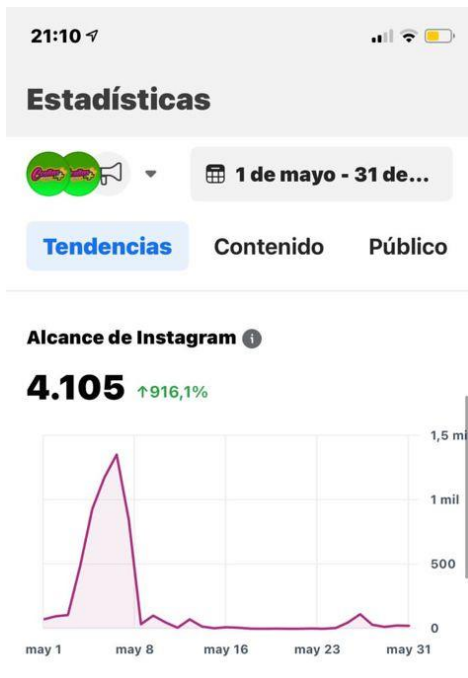 21:10
Estadísticas
1 de mayo - 31 de...
Tendencias Contenido Público
Alcance de Instagram
4.105 ↑916,1%
1,5 mi
1 mil
500
0
may 1 may 8 may 16 may 23 may 31